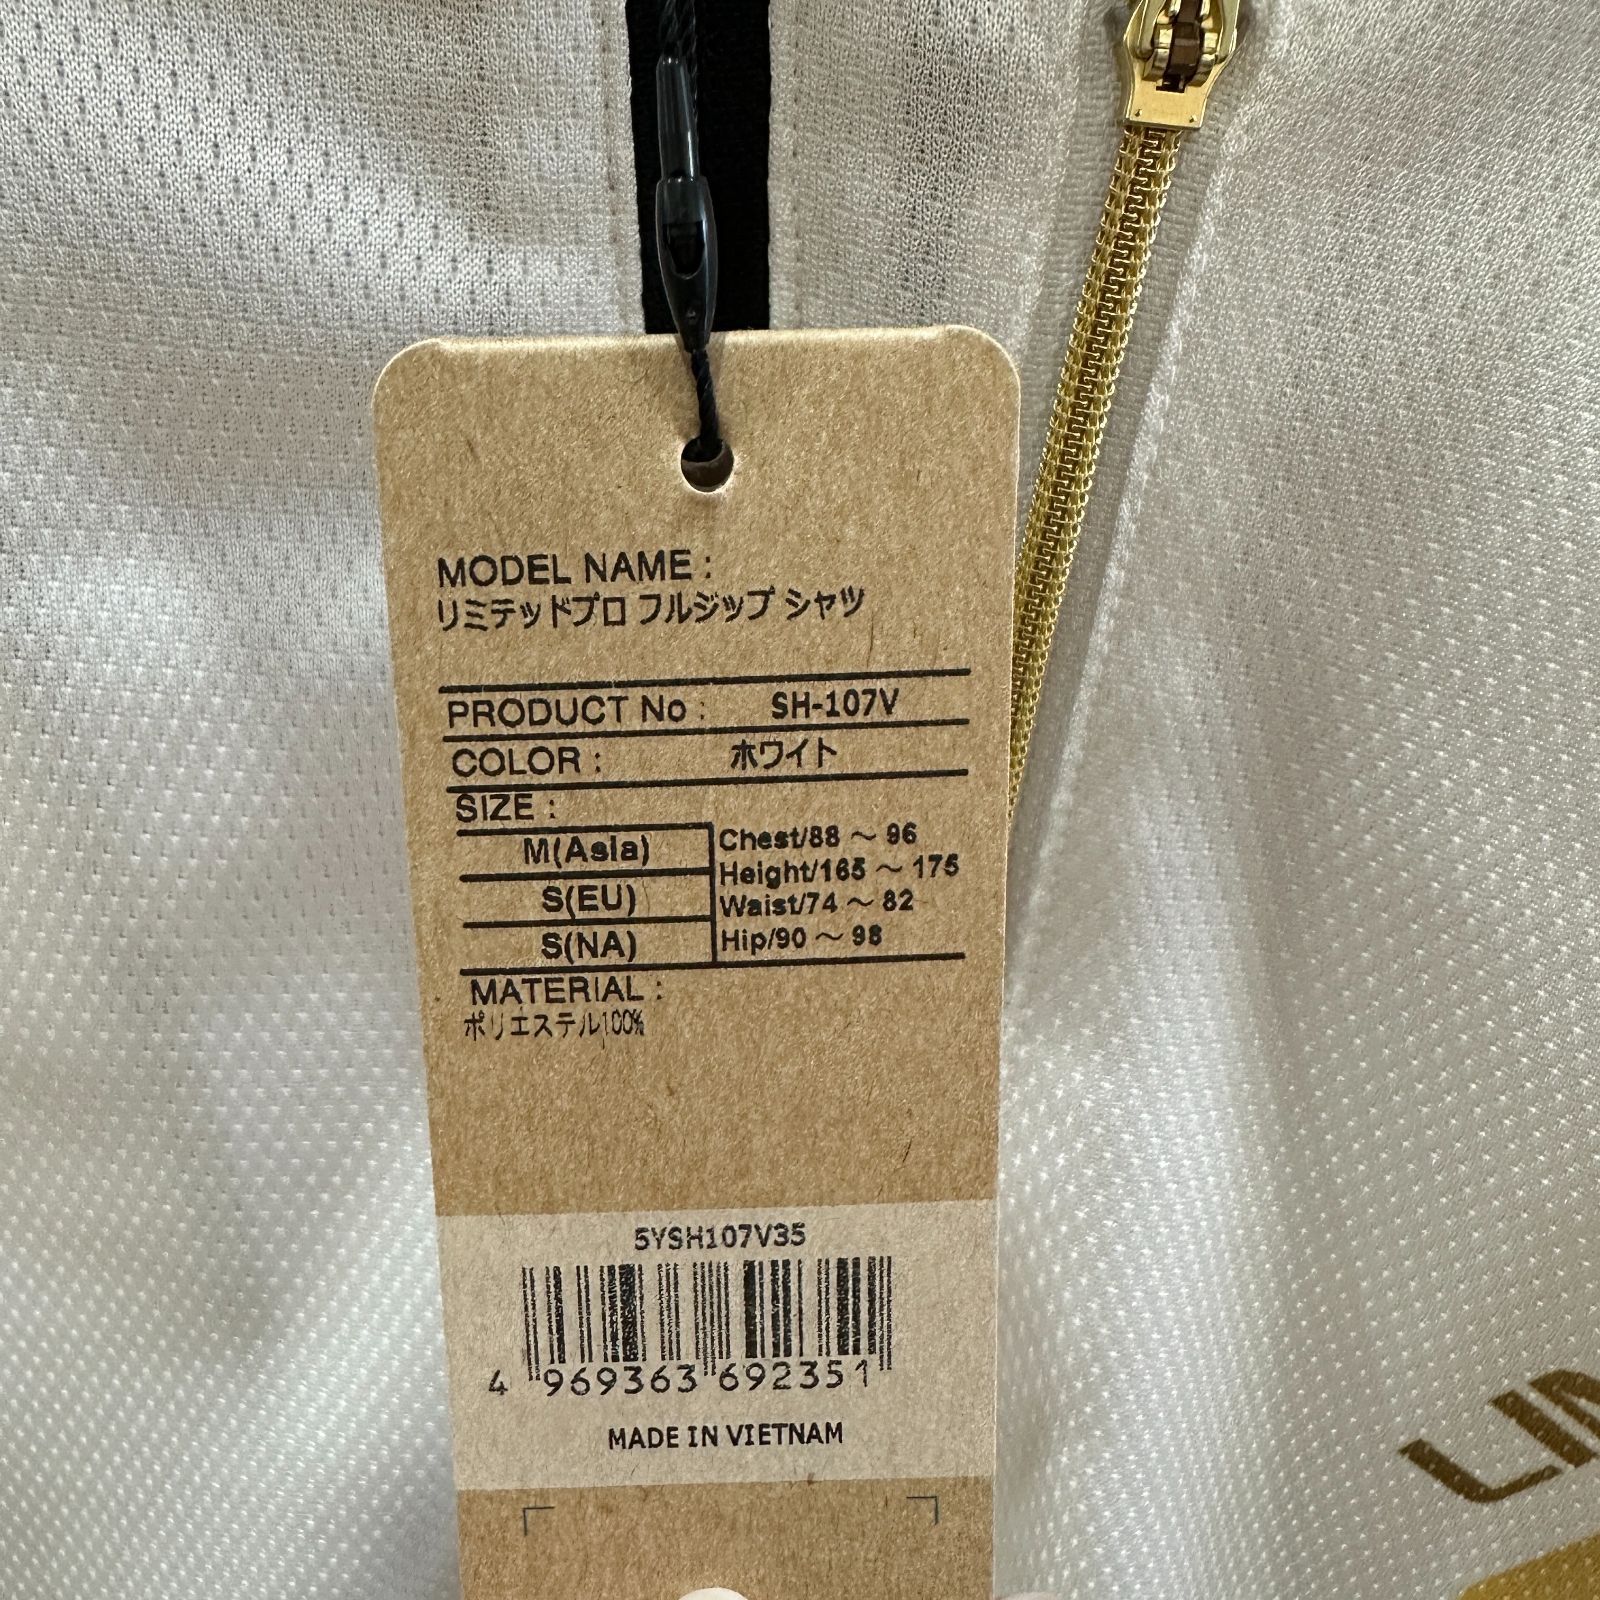 MODEL NAME :
リミテッドプロ フルジップ シャツ
PRODUCT No : SH-107V
COLOR : ホワイト
SIZE :
M(Asia)
S(EU)
S(NA)
Chest/88 ～ 96
Height/165 ～ 175
Waist/74 ～ 82
Hip/90 ～ 98
MATERIAL :
ポリエステル100%
5YSH107V35
4 969363 692351
MADE IN VIETNAM